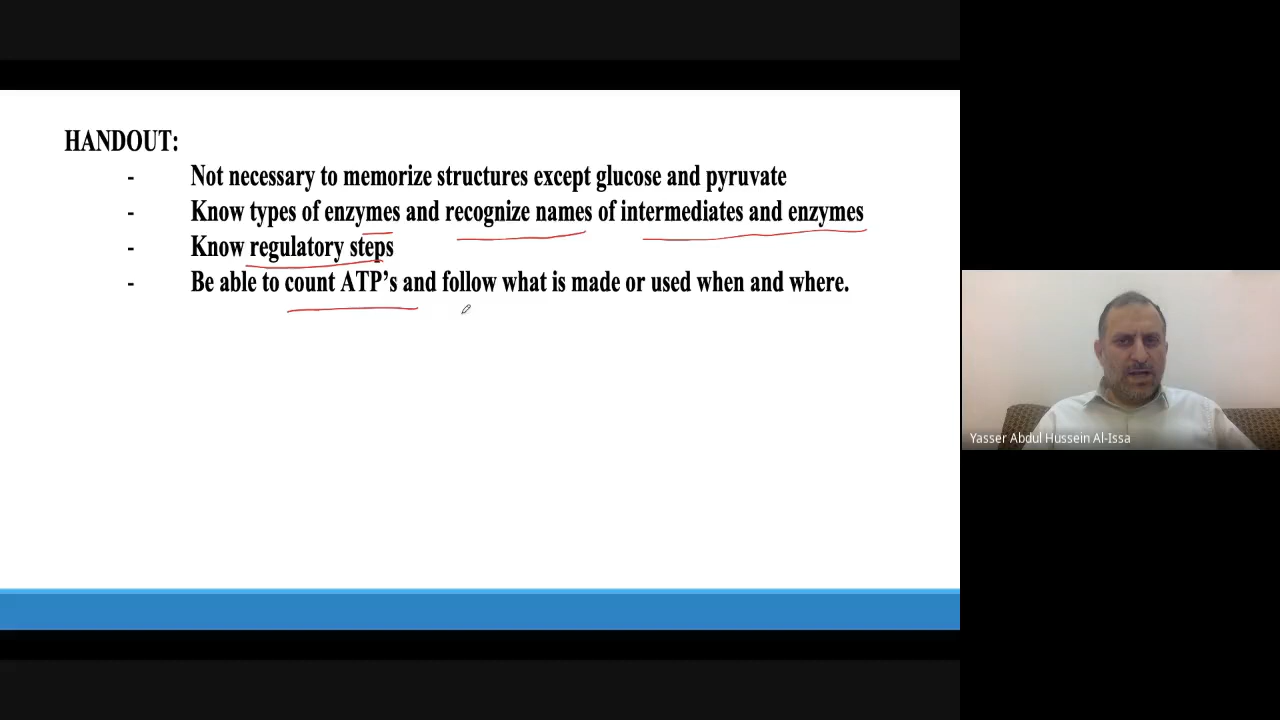 HANDOUT:
- Not necessary to memorize structures except glucose and pyruvate
- Know types of enzymes and recognize names of intermediates and enzymes
- Know regulatory steps
- Be able to count ATP’s and follow what is made or used when and where.
Yasser Abdul Hussein Al-Issa